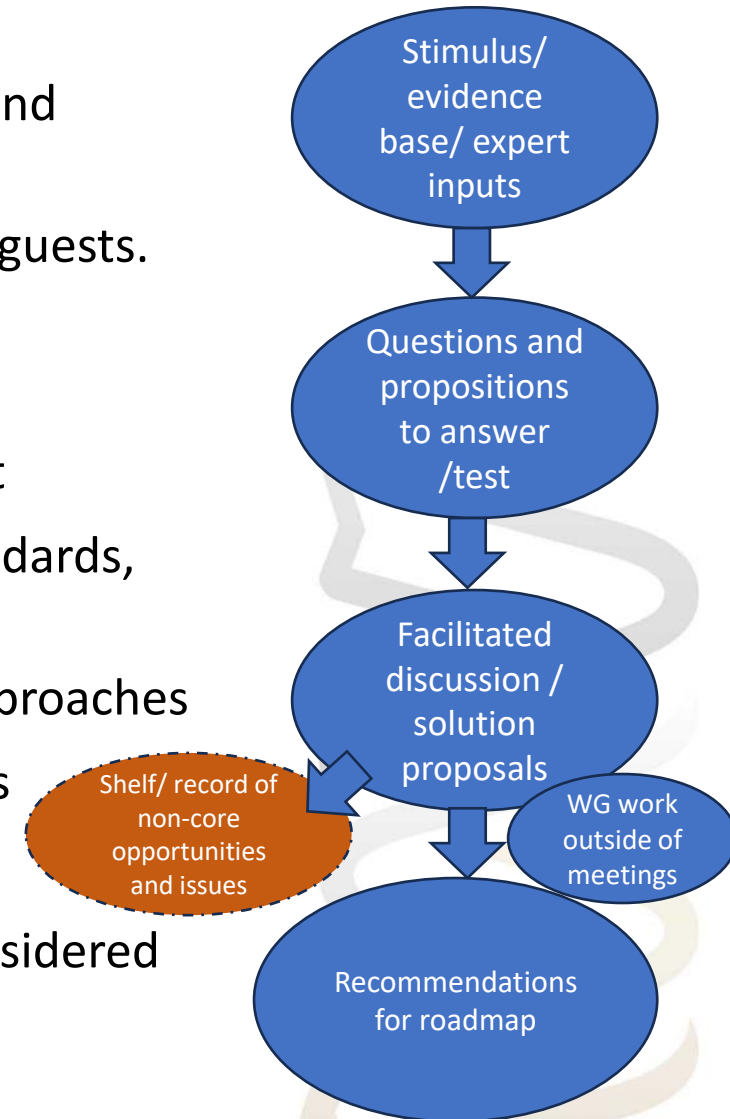 nd
guests.
t
dards,
proaches
s
sidered
Stimulus/
evidence
base/ expert
inputs
Questions and
propositions
to answer
/test
Facilitated
discussion /
solution
proposals
Shelf/ record of
non-core
opportunities
and issues
WG work
outside of
meetings
Recommendations
for roadmap